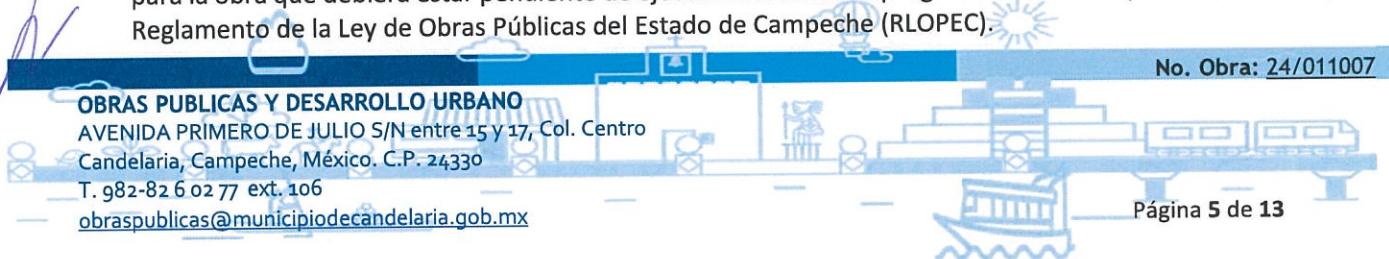 Reglamento de la Ley de Obras Públicas del Estado de Campeche (RLOPEC).
No. Obra: 24/011007
OBRAS PUBLICAS Y DESARROLLO URBANO
AVENIDA PRIMERO DE JULIO S/N entre 15 y 17, Col. Centro
Candelaria, Campeche, México. C.P. 24330
T. 982-82 6 02 77 ext. 106
obraspublicas@municipiodecandelaria.gob.mx
Página 5 de 13